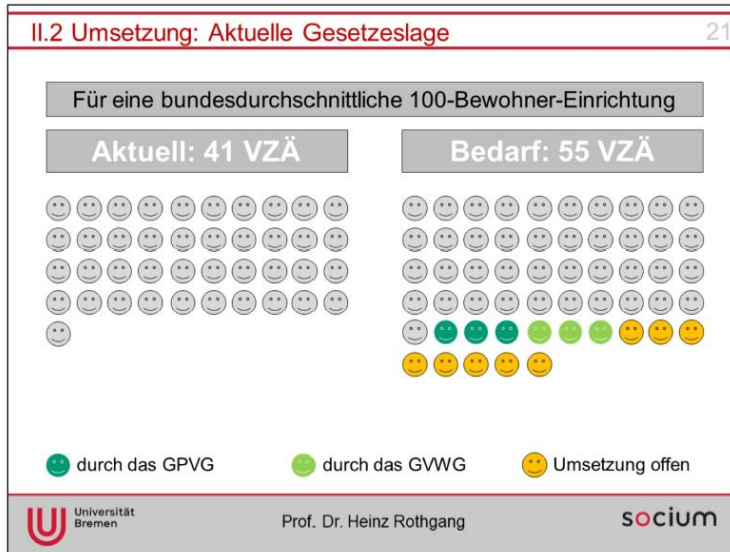 II.2 Umsetzung: Aktuelle Gesetzeslage
21
Für eine bundesdurchschnittliche 100-Bewohner-Einrichtung
Aktuell: 41 VZÄ
Bedarf: 55 VZÄ
durch das GPVG
durch das GVWG
Umsetzung offen
Universität
Bremen
Prof. Dr. Heinz Rothgang
socium